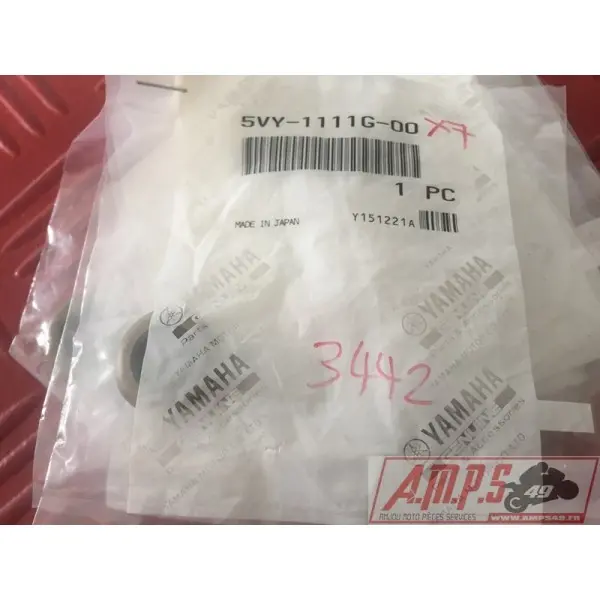 5VY-1111G-00 X7
1 PC
MADE IN JAPAN
Y151221A
YAMAHA
YAMAHA
YAMAHA
YAMAHA
3442
A.M.P.S 49
ANJOU MOTO PIÈCES SERVICES
WWW.AMPS49.FR